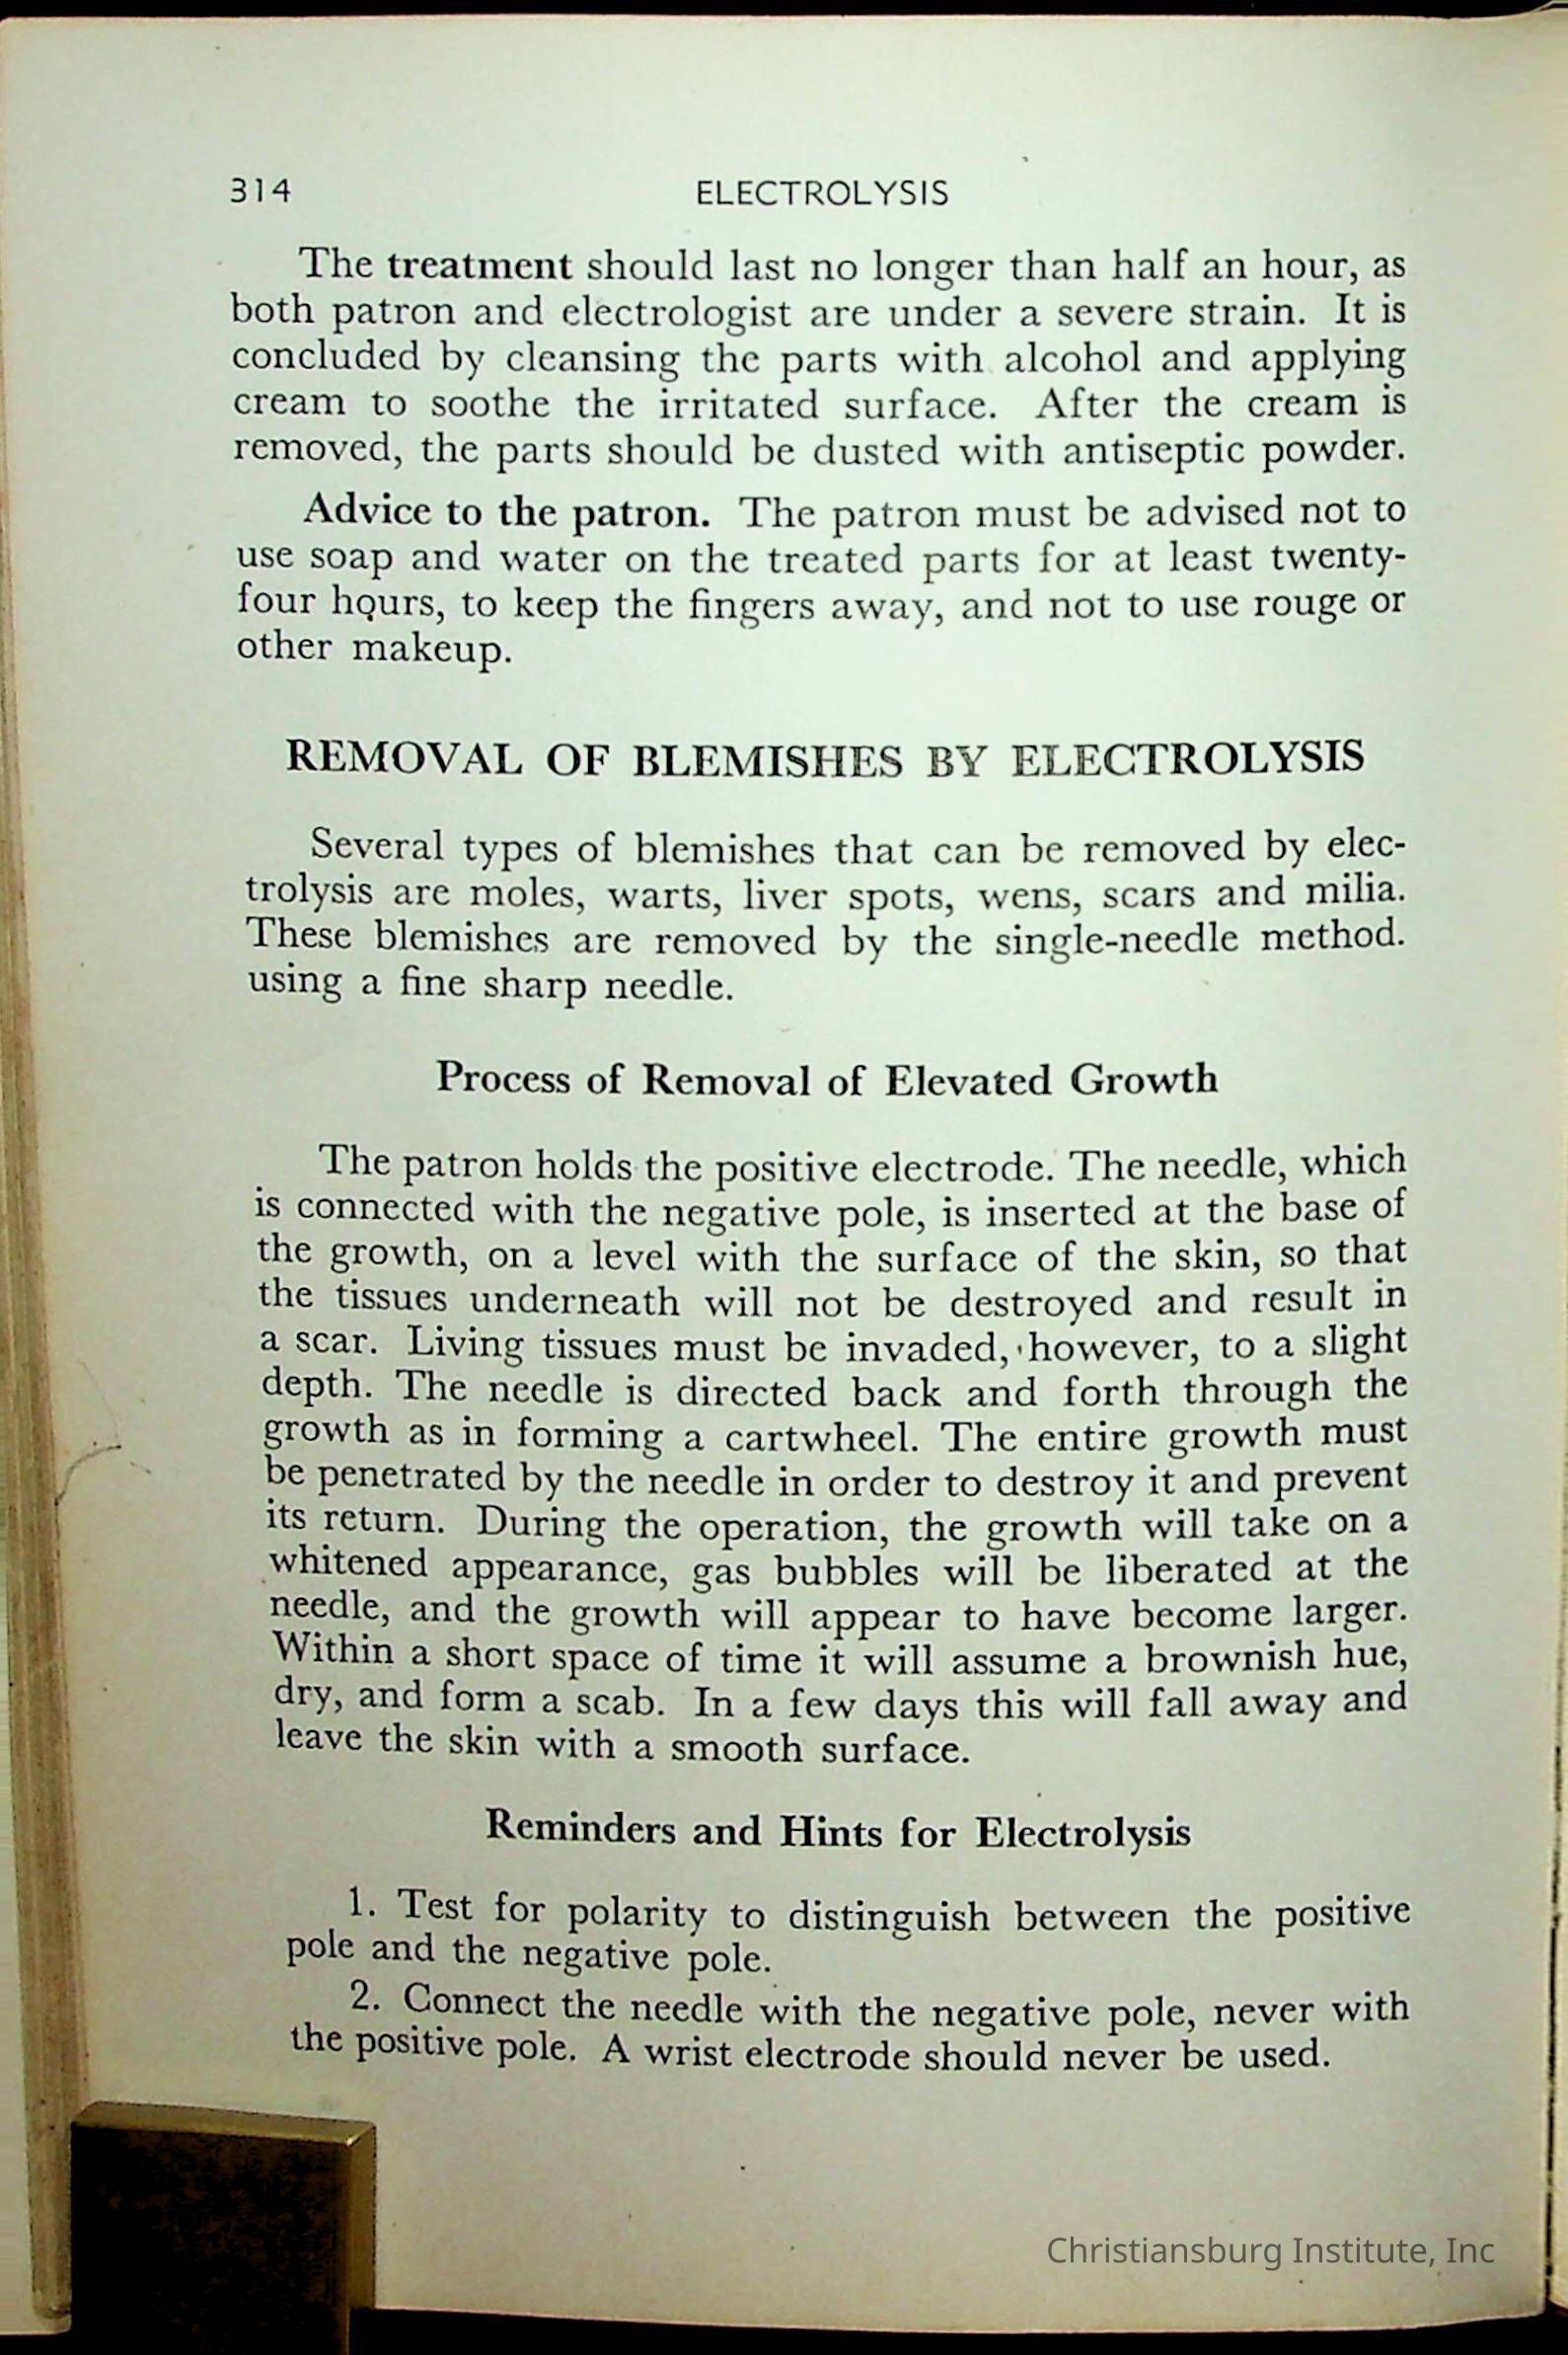 314 ELECTROLYSIS
The treatment should last no longer than half an hour, as
both patron and electrologist are under a severe strain. It is
concluded by cleansing the parts with alcohol and applying
cream to soothe the irritated surface. After the cream is
removed, the parts should be dusted with antiseptic powder.
Advice to the patron. The patron must be advised not to
use soap and water on the treated parts for at least twenty-
four hours, to keep the fingers away, and not to use rouge or
other makeup.
REMOVAL OF BLEMISHES BY ELECTROLYSIS
Several types of blemishes that can be removed by elec-
trolysis are moles, warts, liver spots, wens, scars and milia.
These blemishes are removed by the single-needle method.
using a fine sharp needle.
Process of Removal of Elevated Growth
The patron holds the positive electrode. The needle, which
is connected with the negative pole, is inserted at the base of
the growth, on a level with the surface of the skin, so that
the tissues underneath will not be destroyed and result in
a scar. Living tissues must be invaded, however, to a slight
depth. The needle is directed back and forth through the
growth as in forming a cartwheel. The entire growth must
be penetrated by the needle in order to destroy it and prevent
its return. During the operation, the growth will take on a
whitened appearance, gas bubbles will be liberated at the
needle, and the growth will appear to have become larger.
Within a short space of time it will assume a brownish hue,
dry, and form a scab. In a few days this will fall away and
leave the skin with a smooth surface.
Reminders and Hints for Electrolysis
1. Test for polarity to distinguish between the positive
pole and the negative pole.
2. Connect the needle with the negative pole, never with
the positive pole. A wrist electrode should never be used.
Christiansburg Institute, Inc